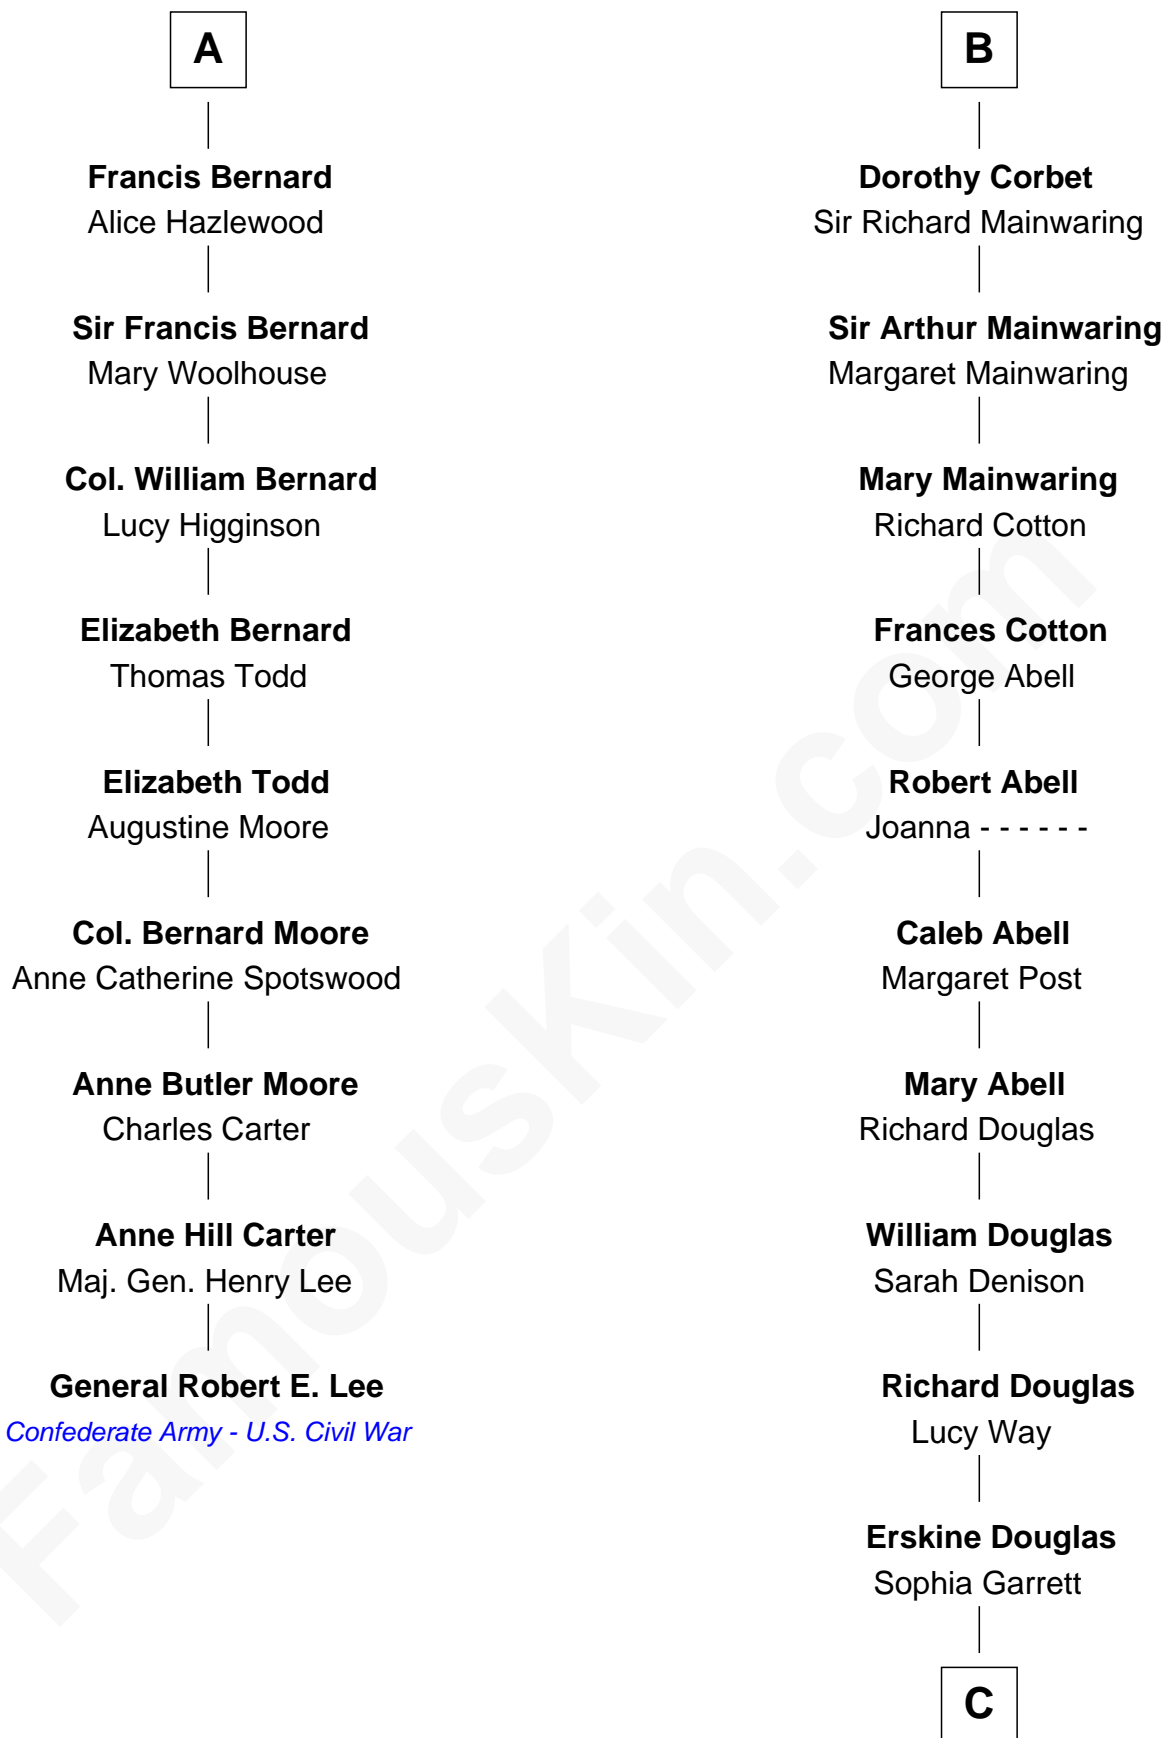 A
Francis Bernard
Alice Hazlewood
Sir Francis Bernard
Mary Woolhouse
Col. William Bernard
Lucy Higginson
Elizabeth Bernard
Thomas Todd
Elizabeth Todd
Augustine Moore
Col. Bernard Moore
Anne Catherine Spotswood
Anne Butler Moore
Charles Carter
Anne Hill Carter
Maj. Gen. Henry Lee
General Robert E. Lee
Confederate Army - U.S. Civil War
B
Dorothy Corbet
Sir Richard Mainwaring
Sir Arthur Mainwaring
Margaret Mainwaring
Mary Mainwaring
Richard Cotton
Frances Cotton
George Abell
Robert Abell
Joanna - - - - - -
Caleb Abell
Margaret Post
Mary Abell
Richard Douglas
William Douglas
Sarah Denison
Richard Douglas
Lucy Way
Erskine Douglas
Sophia Garrett
C
FamousKin.com